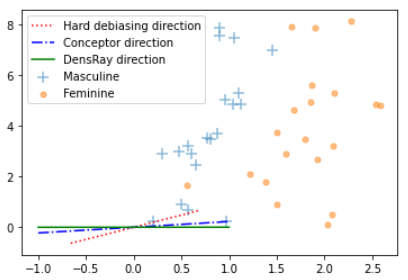 Hard debiasing direction
Conceptor direction
DensRay direction
Masculine
Feminine
8
6
4
2
0
−1.0 −0.5 0.0 0.5 1.0 1.5 2.0 2.5